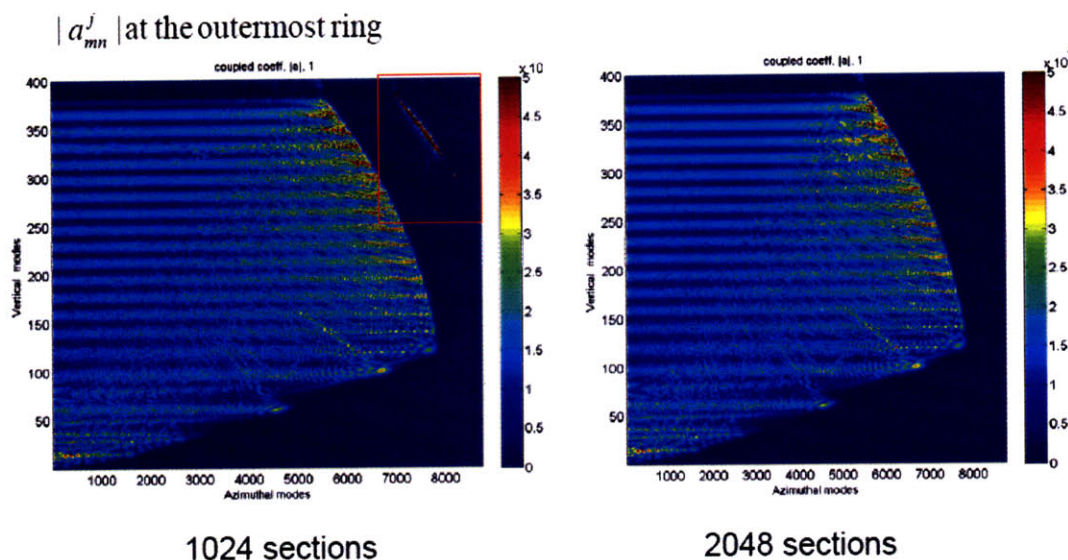 | a^j_mn | at the outermost ring
coupled coeff. |a|, 1
x 10
400
350
300
250
200
150
100
50
Vertical modes
1000 2000 3000 4000 5000 6000 7000 8000
Azimuthal modes
5
4.5
4
3.5
3
2.5
2
1.5
1
0.5
0
1024 sections
coupled coeff. |a|, 1
x 10
400
350
300
250
200
150
100
50
Vertical modes
1000 2000 3000 4000 5000 6000 7000 8000
Azimuthal modes
5
4.5
4
3.5
3
2.5
2
1.5
1
0.5
0
2048 sections